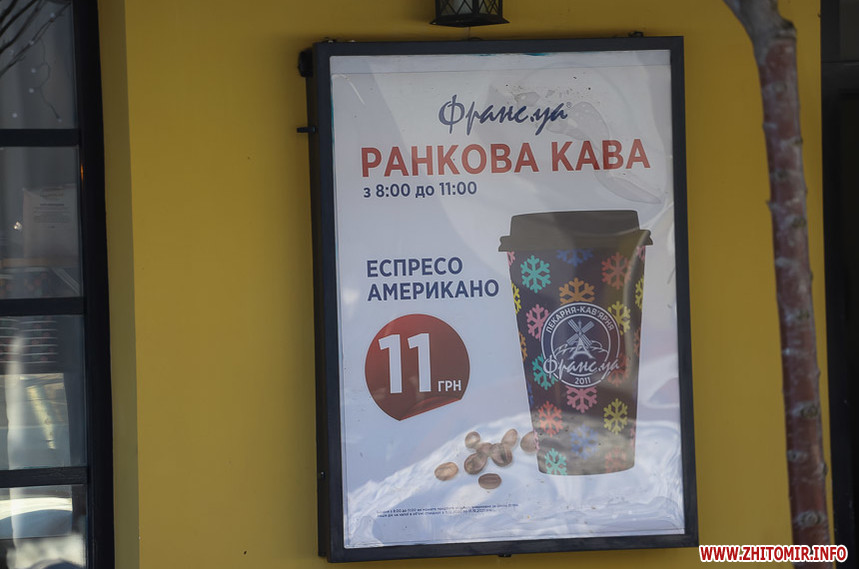 Франс.уа
РАНКОВА КАВА
з 8:00 до 11:00
ЕСПРЕСО
АМЕРИКАНО
11 ГРН
ПЕКАРНЯ-КАВ'ЯРНЯ
Франс.уа
2011
WWW.ZHITOMIR.INFO